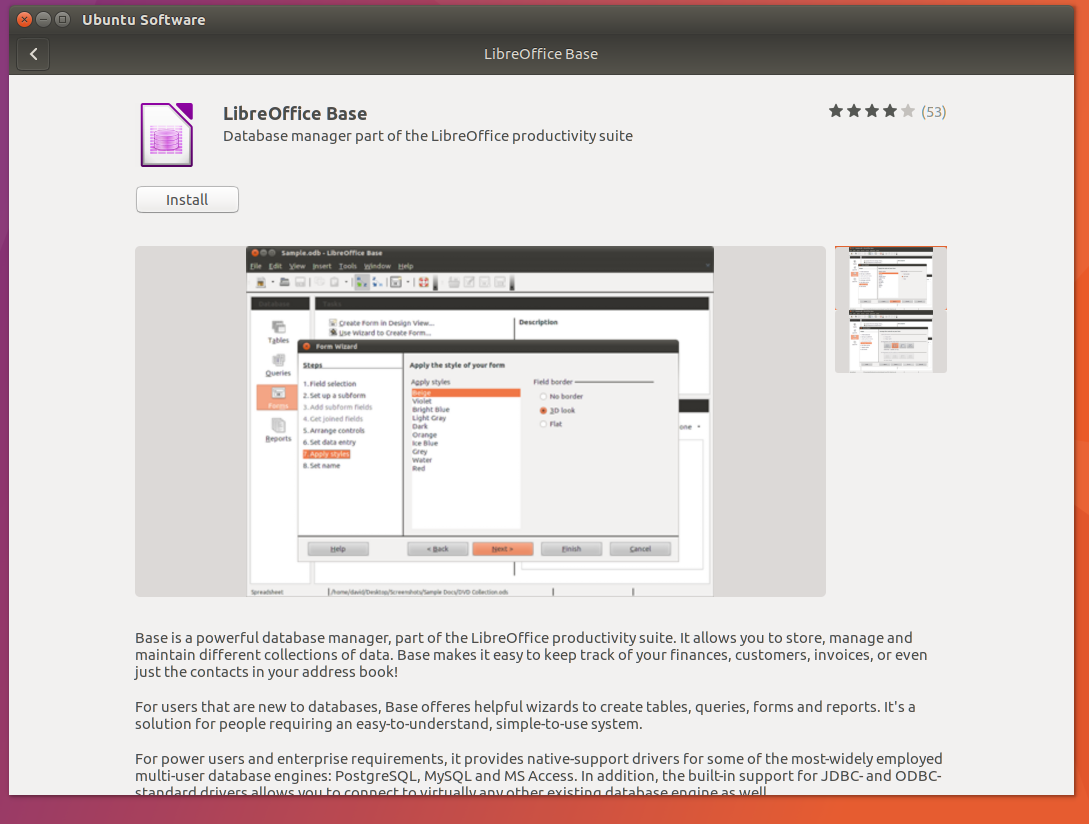 Ubuntu Software
LibreOffice Base
LibreOffice Base
Database manager part of the LibreOffice productivity suite
(53)
Install
Sample.odb - LibreOffice Base
File Edit View Insert Tools Window Help
Database
Tasks
Create Form in Design View...
Use Wizard to Create Form...
Description
Tables
Queries
Forms
Reports
Form Wizard
Steps
1. Field selection
2. Set up a subform
3. Add subform fields
4. Get joined fields
5. Arrange controls
6. Set data entry
7. Apply styles
8. Set name
Apply the style of your form
Apply styles
Beige
Violet
Bright Blue
Light Gray
Dark
Orange
Ice Blue
Grey
Water
Red
Field border
No border
3D look
Flat
one
Help
< Back
Next >
Finish
Cancel
Spreadsheet
/home/david/Desktop/Screenshots/Sample Docs/DVD Collection.ods
Base is a powerful database manager, part of the LibreOffice productivity suite. It allows you to store, manage and
maintain different collections of data. Base makes it easy to keep track of your finances, customers, invoices, or even
just the contacts in your address book!
For users that are new to databases, Base offeres helpful wizards to create tables, queries, forms and reports. It's a
solution for people requiring an easy-to-understand, simple-to-use system.
For power users and enterprise requirements, it provides native-support drivers for some of the most-widely employed
multi-user database engines: PostgreSQL, MySQL and MS Access. In addition, the built-in support for JDBC- and ODBC-
standard drivers allows you to connect to virtually any other existing database engine as well.